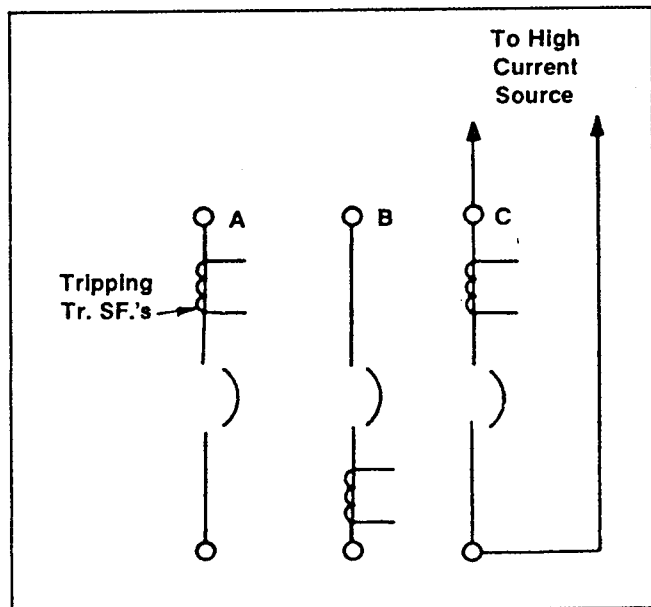 To High
Current
Source
A
B
C
Tripping
Tr. SF.'s